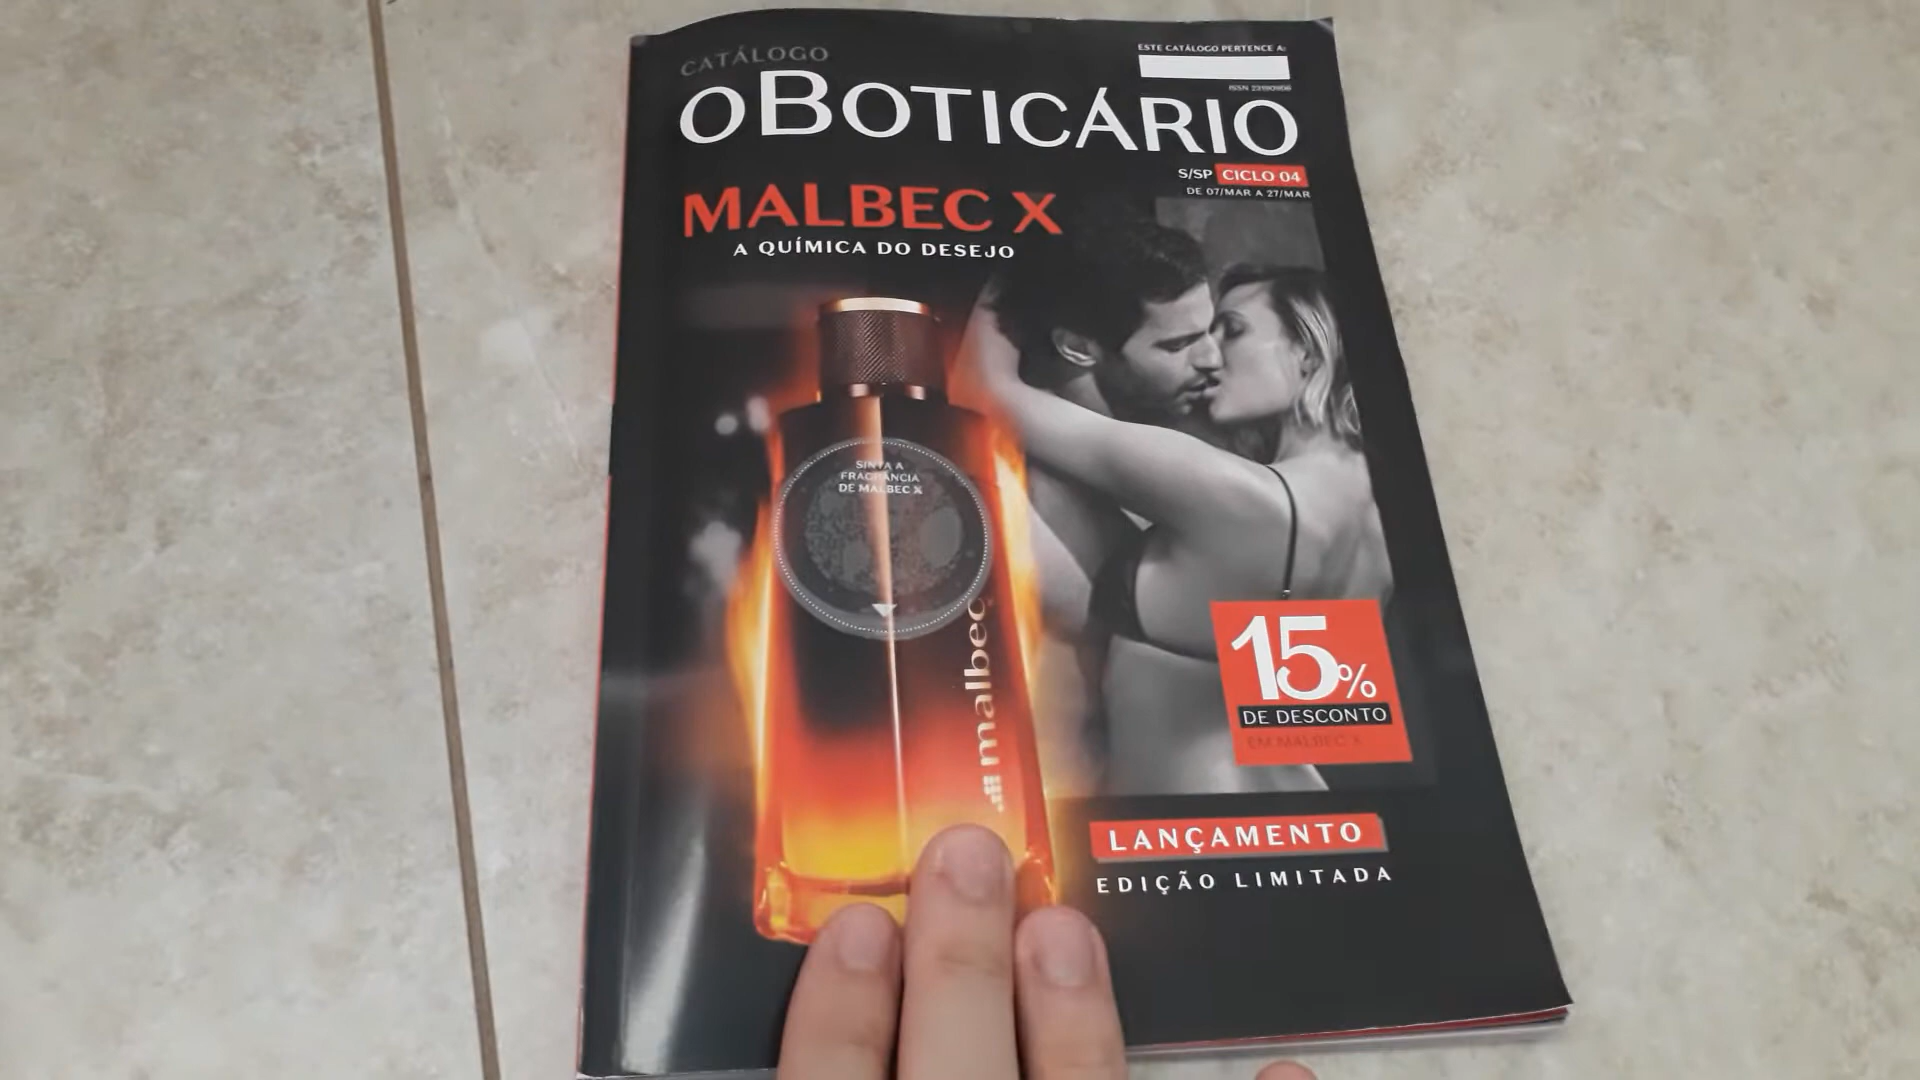 CATÁLOGO
ESTE CATÁLOGO PERTENCE A:
OBOTICÁRIO
S/SP CICLO 04
DE 07/MAR A 27/MAR
MALBEC X
A QUÍMICA DO DESEJO
SINTA A
FRAGRÂNCIA
DE MALBEC X
malbec
15%
DE DESCONTO
EM MALBEC X
LANÇAMENTO
EDIÇÃO LIMITADA